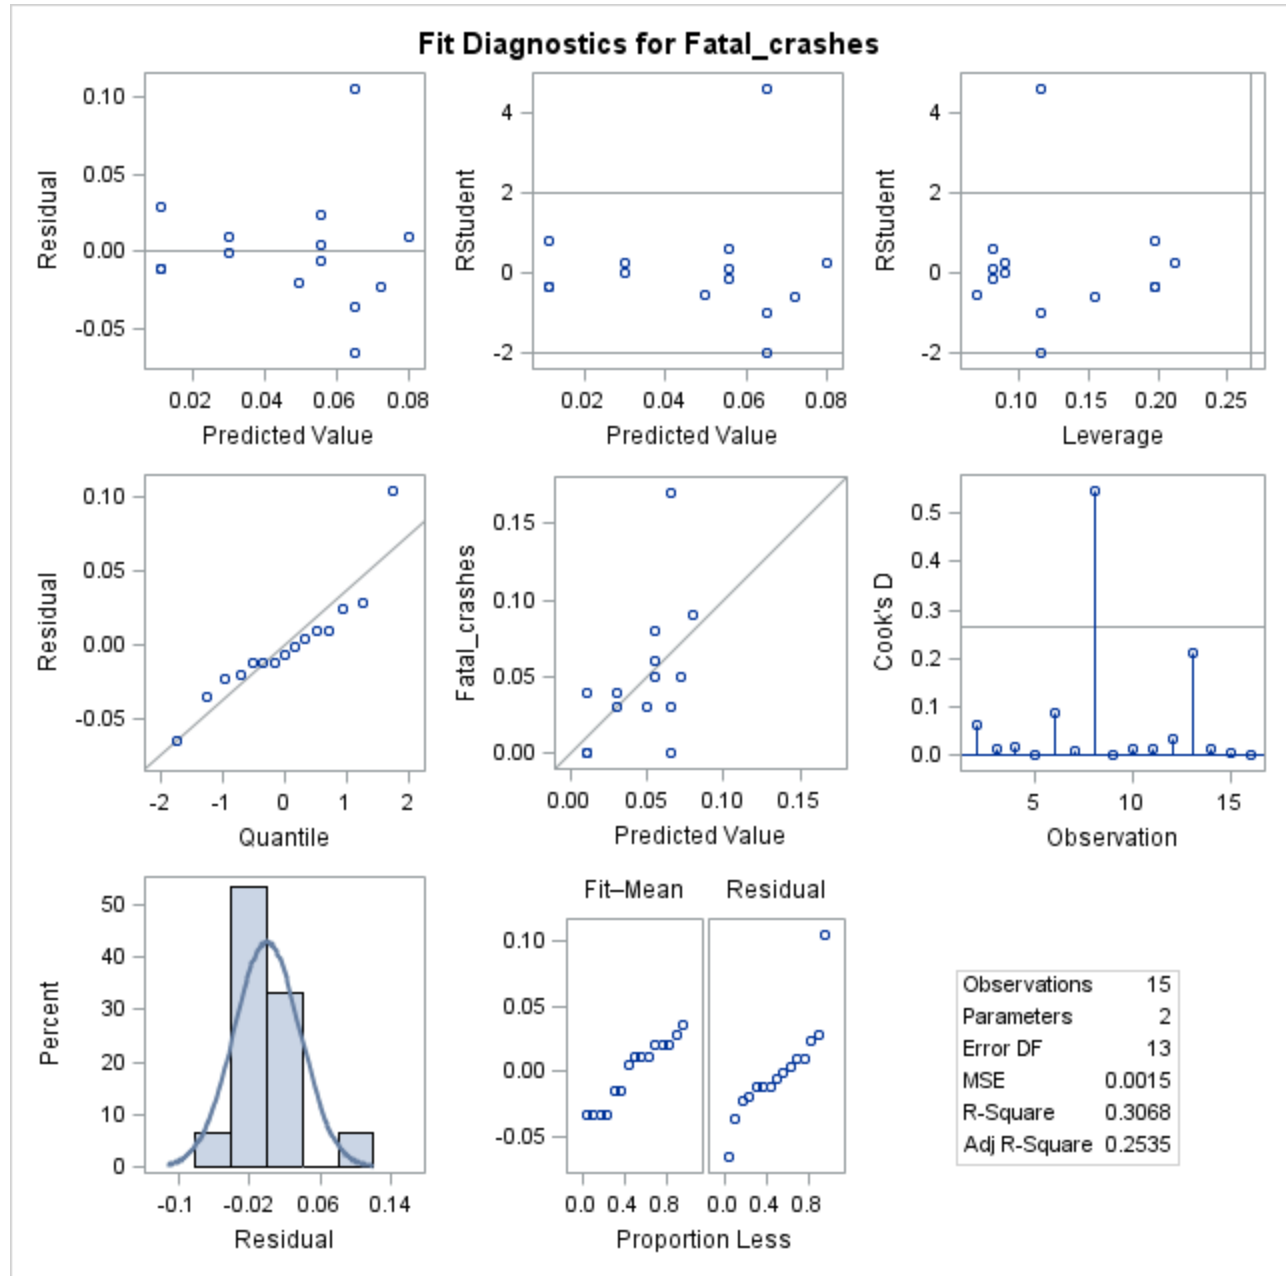 Fit Diagnostics for Fatal_crashes
Residual
0.10
0.05
0.00
-0.05
0.02 0.04 0.06 0.08
Predicted Value
RStudent
4
2
0
-2
0.02 0.04 0.06 0.08
Predicted Value
RStudent
4
2
0
-2
0.10 0.15 0.20 0.25
Leverage
Residual
0.10
0.05
0.00
-0.05
-2 -1 0 1 2
Quantile
Fatal_crashes
0.15
0.10
0.05
0.00
0.00 0.05 0.10 0.15
Predicted Value
Cook's D
0.5
0.4
0.3
0.2
0.1
0.0
5 10 15
Observation
Percent
50
40
30
20
10
0
-0.1 -0.02 0.06 0.14
Residual
Fit–Mean Residual
0.10
0.05
0.00
-0.05
0.0 0.4 0.8 0.0 0.4 0.8
Proportion Less
Observations 15
Parameters 2
Error DF 13
MSE 0.0015
R-Square 0.3068
Adj R-Square 0.2535